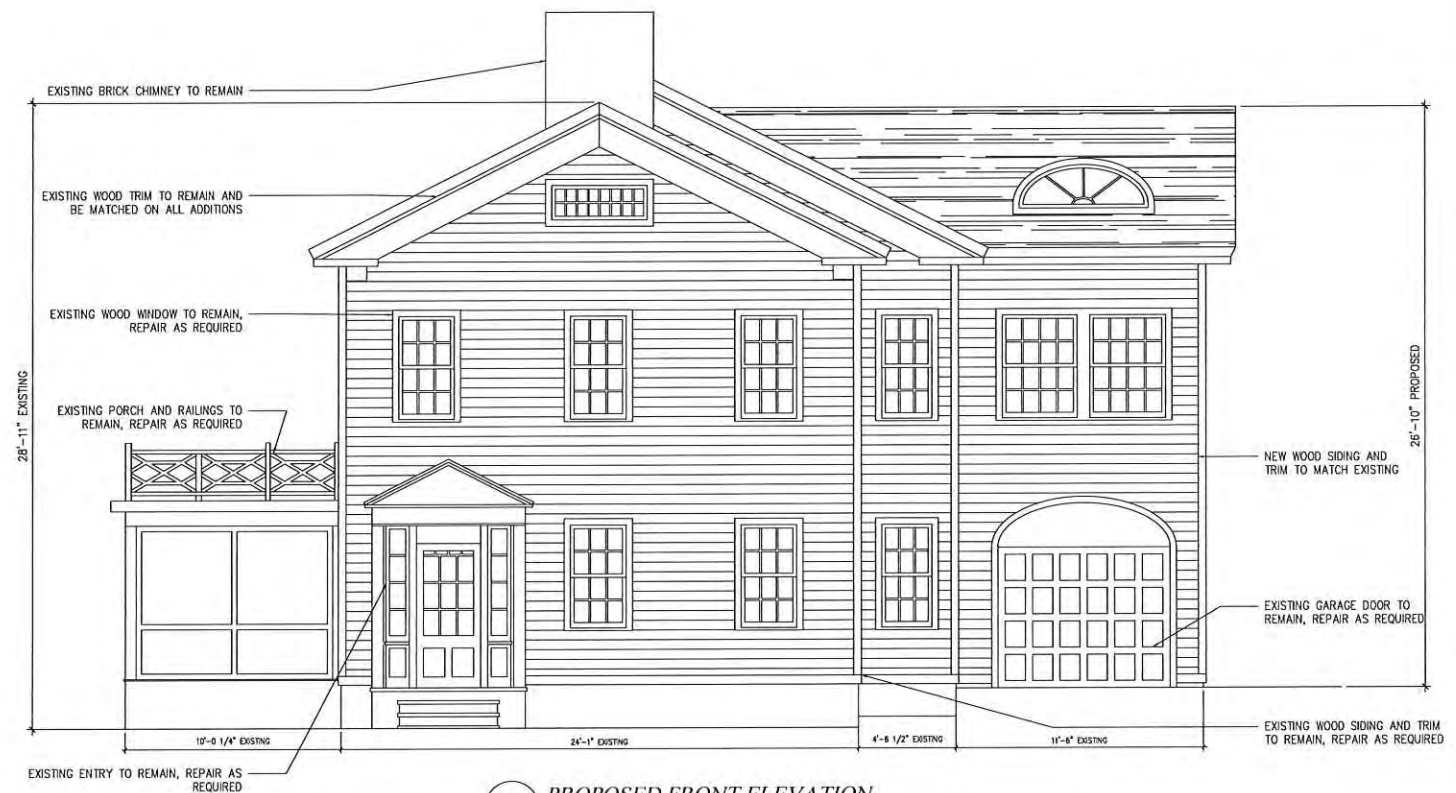 EXISTING BRICK CHIMNEY TO REMAIN
EXISTING WOOD TRIM TO REMAIN AND
BE MATCHED ON ALL ADDITIONS
EXISTING WOOD WINDOW TO REMAIN,
REPAIR AS REQUIRED
28'-11" EXISTING
EXISTING PORCH AND RAILINGS TO
REMAIN, REPAIR AS REQUIRED
26'-10" PROPOSED
NEW WOOD SIDING AND
TRIM TO MATCH EXISTING
EXISTING GARAGE DOOR TO
REMAIN, REPAIR AS REQUIRED
EXISTING WOOD SIDING AND TRIM
TO REMAIN, REPAIR AS REQUIRED
10'-0 1/4" EXISTING
24'-1" EXISTING
4'-6 1/2" EXISTING
11'-6" EXISTING
EXISTING ENTRY TO REMAIN, REPAIR AS
REQUIRED
PROPOSED FRONT ELEVATION